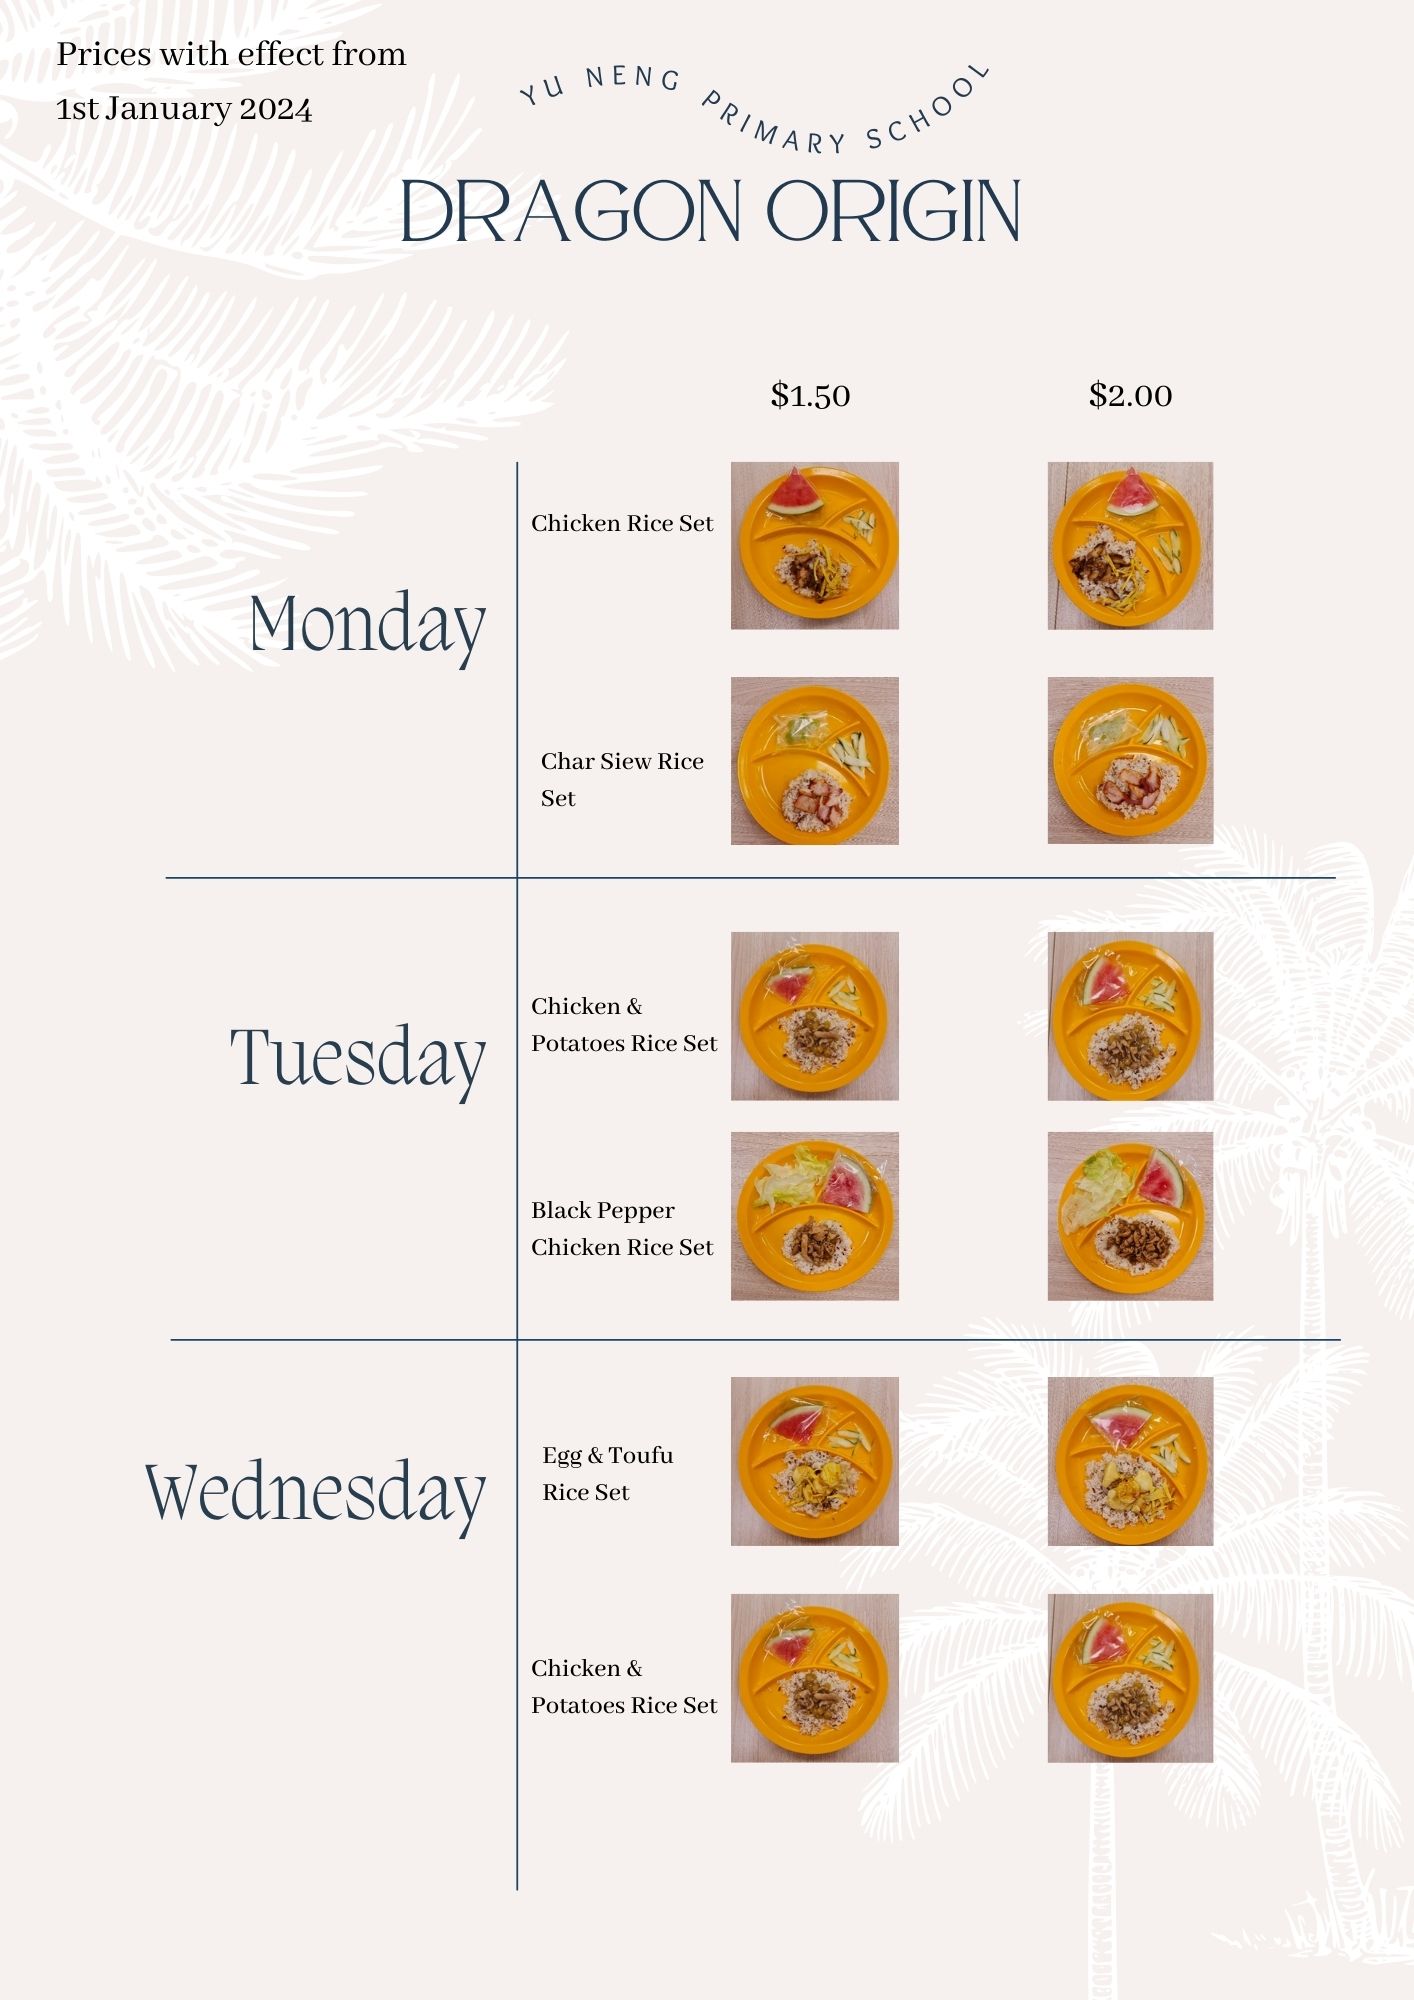 Prices with effect from
1st January 2024
YU NENG PRIMARY SCHOOL
DRAGON ORIGIN
$1.50 $2.00
Monday
Chicken Rice Set
Char Siew Rice
Set
Tuesday
Chicken &
Potatoes Rice Set
Black Pepper
Chicken Rice Set
Wednesday
Egg & Toufu
Rice Set
Chicken &
Potatoes Rice Set